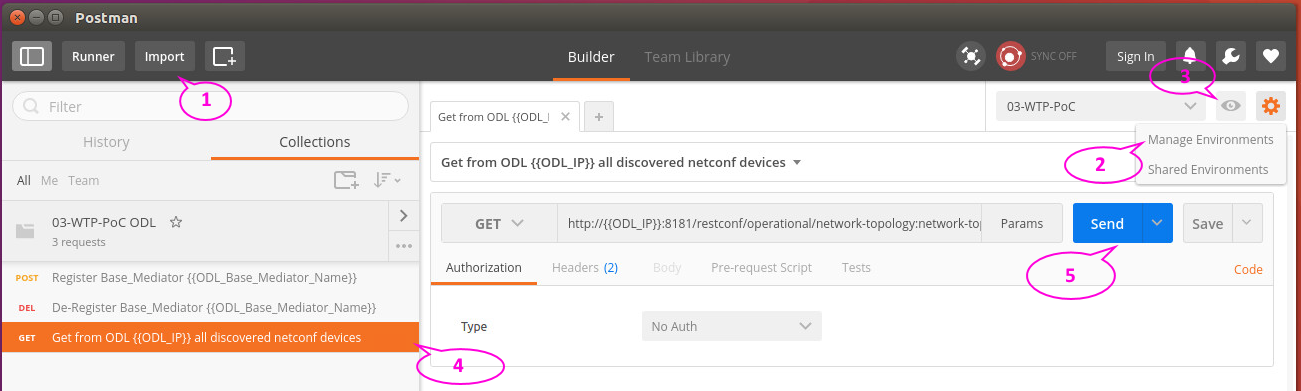 Postman
Runner
Import
Builder
Team Library
SYNC OFF
Sign In
1
3
Filter
History
Collections
All Me Team
03-WTP-PoC ODL
3 requests
POST Register Base_Mediator {{ODL_Base_Mediator_Name}}
DEL De-Register Base_Mediator {{ODL_Base_Mediator_Name}}
GET Get from ODL {{ODL_IP}} all discovered netconf devices
4
Get from ODL {{ODL_I
03-WTP-PoC
Manage Environments
Shared Environments
2
Get from ODL {{ODL_IP}} all discovered netconf devices
GET
http://{{ODL_IP}}:8181/restconf/operational/network-topology:network-top
Params
Send
Save
5
Authorization
Headers (2)
Body
Pre-request Script
Tests
Code
Type
No Auth